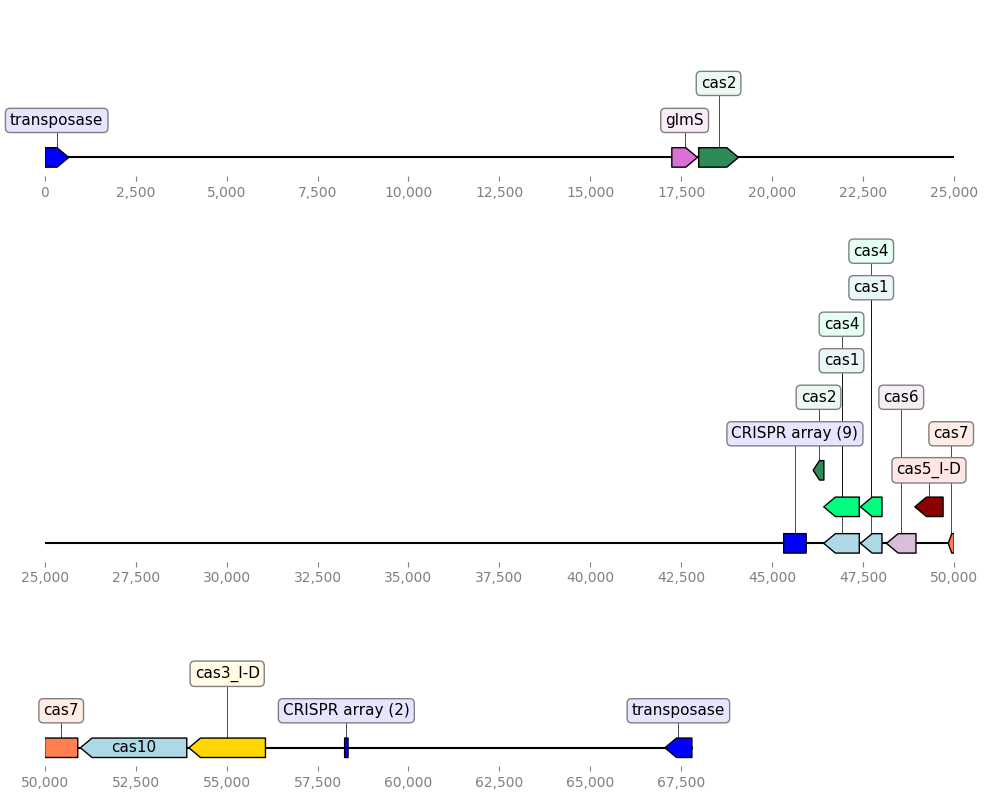 cas2
transposase
glmS
0
2,500
5,000
7,500
10,000
12,500
15,000
17,500
20,000
22,500
25,000
cas4
cas1
cas4
cas1
cas2
cas6
CRISPR array (9)
cas7
cas5_I-D
25,000
27,500
30,000
32,500
35,000
37,500
40,000
42,500
45,000
47,500
50,000
cas3_I-D
cas7
CRISPR array (2)
transposase
cas10
50,000
52,500
55,000
57,500
60,000
62,500
65,000
67,500